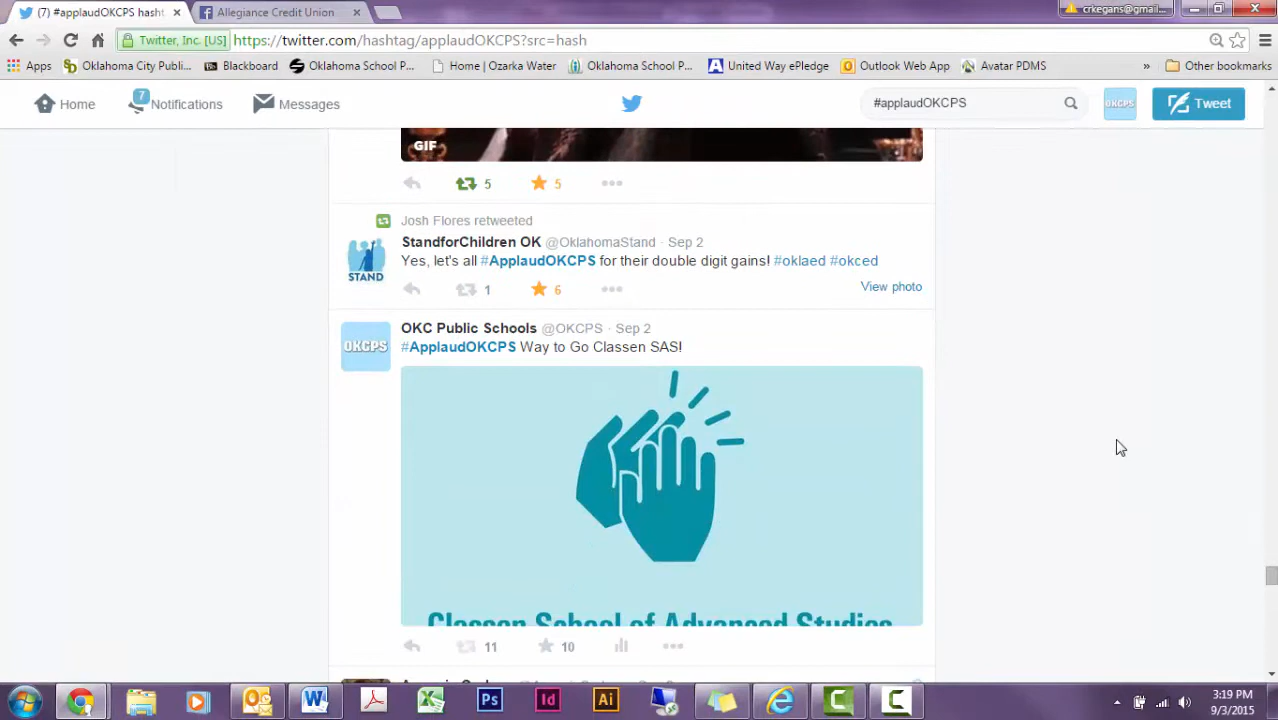 (7) #applaudOKCPS hasht
Allegiance Credit Union
crkegans@gmail....
Twitter, Inc. [US]
https://twitter.com/hashtag/applaudOKCPS?src=hash
Apps Oklahoma City Publi... Blackboard Oklahoma School P... Home | Ozarka Water Oklahoma School P... United Way ePledge Outlook Web App Avatar PDMS » Other bookmarks
Home 7 Notifications Messages #applaudOKCPS OKCPS Tweet
GIF
5 5
Josh Flores retweeted
StandforChildren OK @OklahomaStand · Sep 2
Yes, let's all #ApplaudOKCPS for their double digit gains! #oklaed #okced
STAND
1 6
View photo
OKC Public Schools @OKCPS · Sep 2
OKCPS
#ApplaudOKCPS Way to Go Classen SAS!
Classen School of Advanced Studies
11 10
Ps Id Ai
3:19 PM
9/3/2015